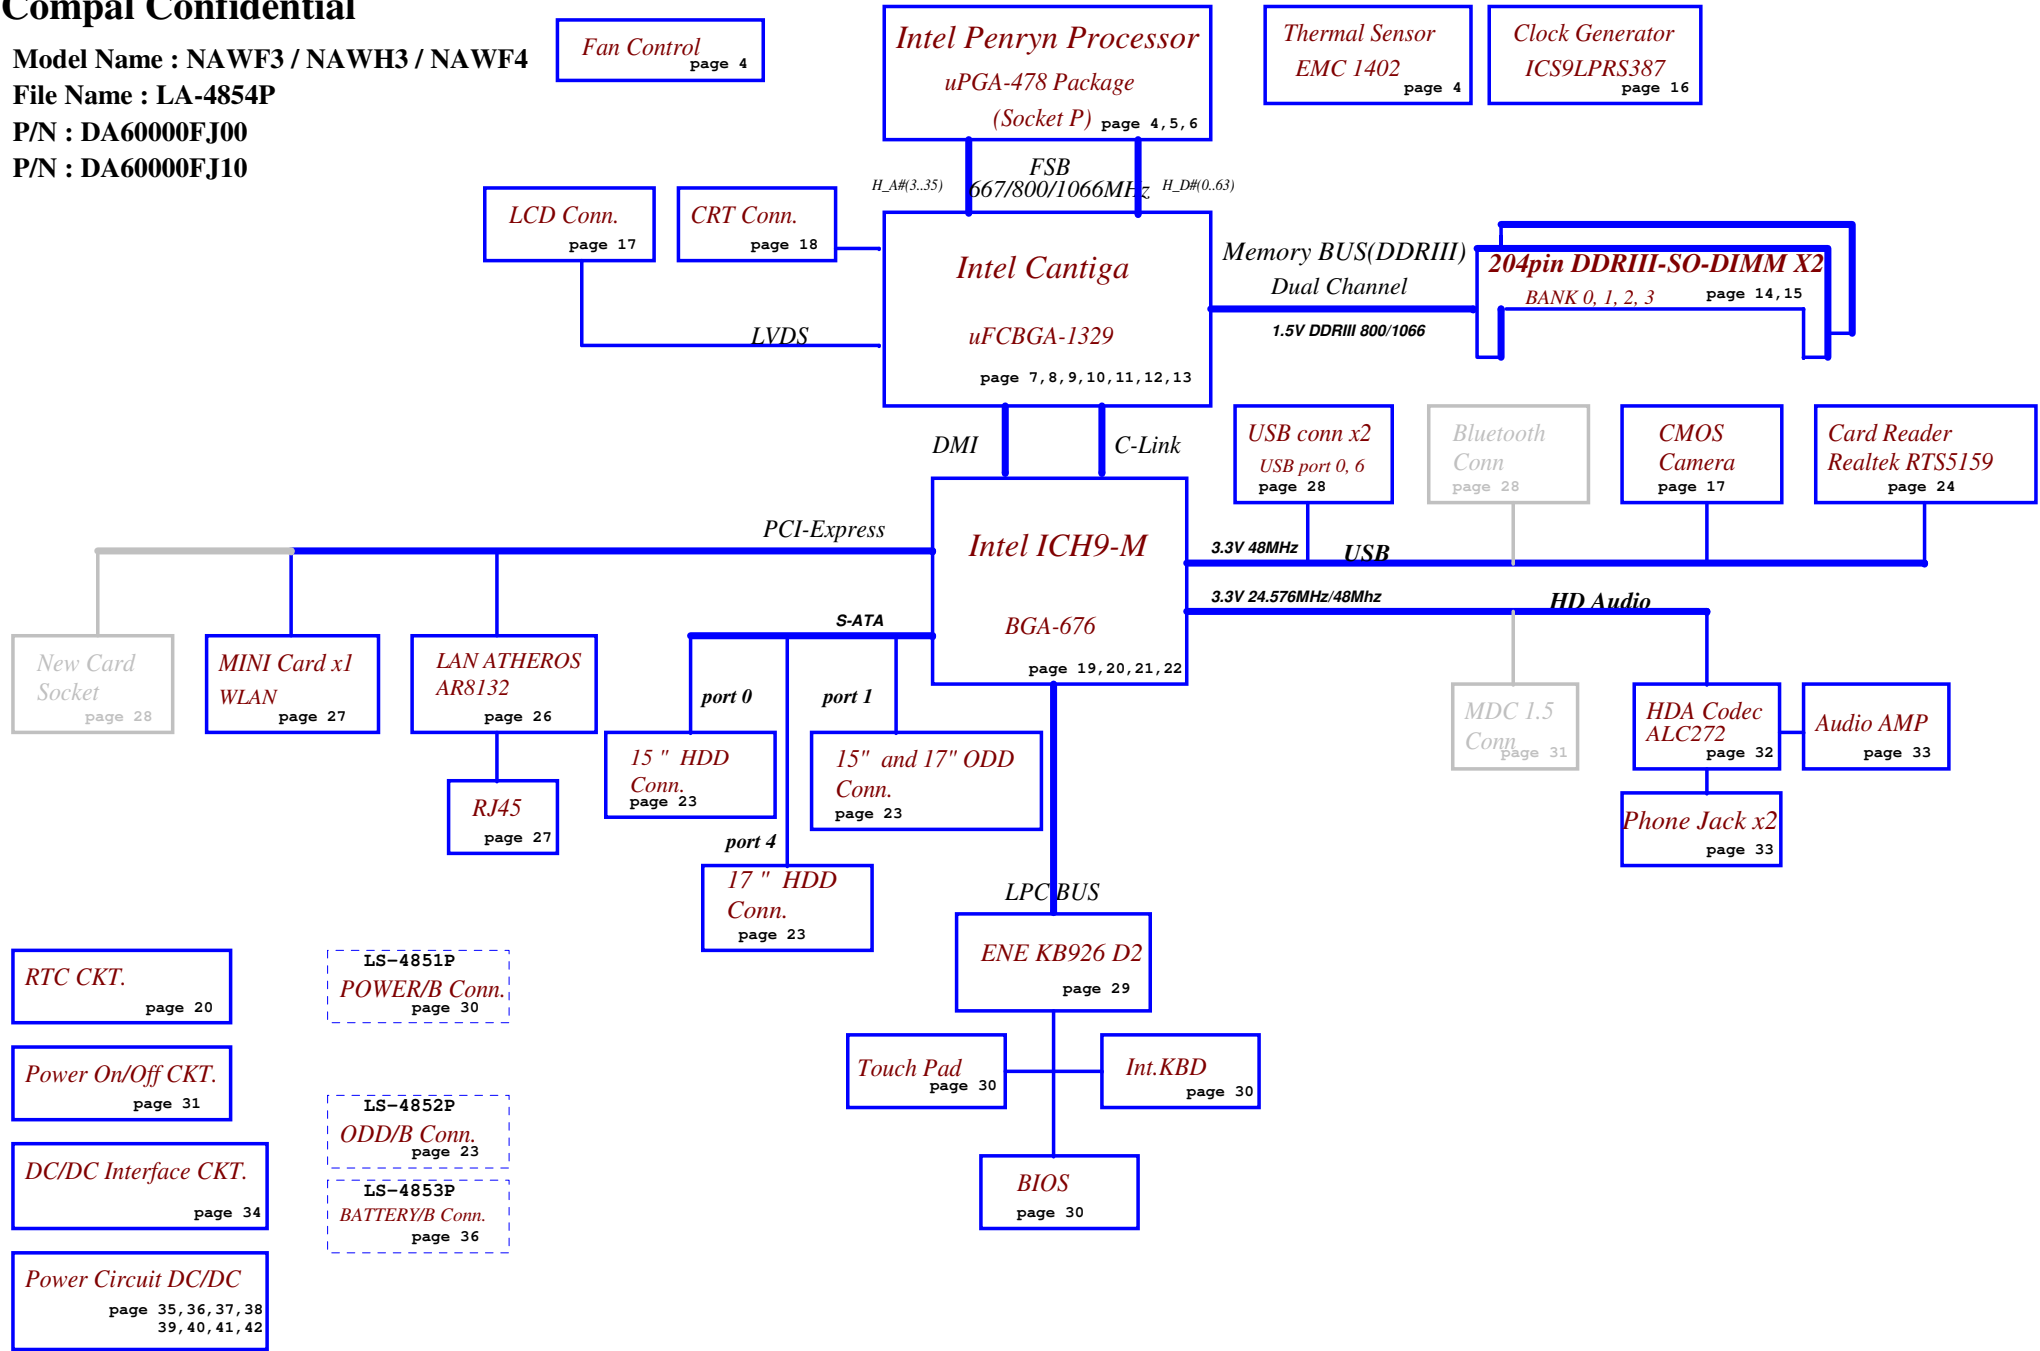 Compal Confidential
Model Name : NAWF3 / NAWH3 / NAWF4
File Name : LA-4854P
P/N : DA60000FJ00
P/N : DA60000FJ10
Fan Control
page 4
Intel Penryn Processor
uPGA-478 Package
(Socket P) page 4,5,6
Thermal Sensor
EMC 1402
page 4
Clock Generator
ICS9LPRS387
page 16
H_A#(3..35)
FSB
667/800/1066MHz
H_D#(0..63)
LCD Conn.
page 17
CRT Conn.
page 18
LVDS
Intel Cantiga
uFCBGA-1329
page 7,8,9,10,11,12,13
Memory BUS(DDRIII)
Dual Channel
1.5V DDRIII 800/1066
204pin DDRIII-SO-DIMM X2
BANK 0, 1, 2, 3 page 14,15
DMI
C-Link
USB conn x2
USB port 0, 6
page 28
Bluetooth
Conn
page 28
CMOS
Camera
page 17
Card Reader
Realtek RTS5159
page 24
PCI-Express
Intel ICH9-M
BGA-676
page 19,20,21,22
3.3V 48MHz
USB
3.3V 24.576MHz/48Mhz
HD Audio
S-ATA
New Card
Socket
page 28
MINI Card x1
WLAN
page 27
LAN ATHEROS
AR8132
page 26
RJ45
page 27
port 0
port 1
15 " HDD
Conn.
page 23
15" and 17" ODD
Conn.
page 23
port 4
17 " HDD
Conn.
page 23
MDC 1.5
Conn
page 31
HDA Codec
ALC272
page 32
Audio AMP
page 33
Phone Jack x2
page 33
LPC BUS
ENE KB926 D2
page 29
Touch Pad
page 30
Int.KBD
page 30
BIOS
page 30
RTC CKT.
page 20
Power On/Off CKT.
page 31
DC/DC Interface CKT.
page 34
Power Circuit DC/DC
page 35,36,37,38
39,40,41,42
LS-4851P
POWER/B Conn.
page 30
LS-4852P
ODD/B Conn.
page 23
LS-4853P
BATTERY/B Conn.
page 36